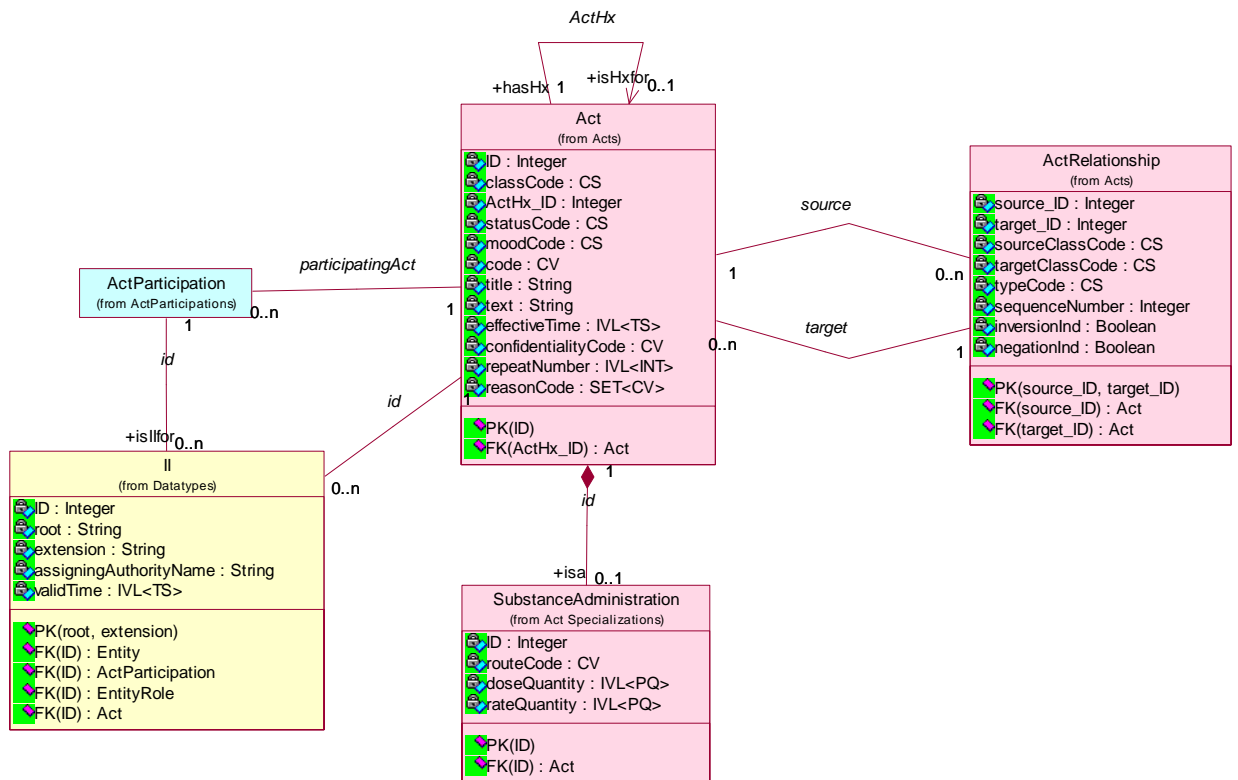 ActHx
+hasHx 1
+isHxfor 0..1
Act
(from Acts)
ID : Integer
classCode : CS
ActHx_ID : Integer
statusCode : CS
moodCode : CS
code : CV
title : String
text : String
effectiveTime : IVL<TS>
confidentialityCode : CV
repeatNumber : IVL<INT>
reasonCode : SET<CV>
PK(ID)
FK(ActHx_ID) : Act
ActRelationship
(from Acts)
source_ID : Integer
target_ID : Integer
sourceClassCode : CS
targetClassCode : CS
typeCode : CS
sequenceNumber : Integer
inversionInd : Boolean
negationInd : Boolean
PK(source_ID, target_ID)
FK(source_ID) : Act
FK(target_ID) : Act
source
1
0..n
target
0..n
1
ActParticipation
(from ActParticipations)
participatingAct
0..n
1
1
id
+isIIfor 0..n
id
1
0..n
II
(from Datatypes)
ID : Integer
root : String
extension : String
assigningAuthorityName : String
validTime : IVL<TS>
PK(root, extension)
FK(ID) : Entity
FK(ID) : ActParticipation
FK(ID) : EntityRole
FK(ID) : Act
1
id
+isa 0..1
SubstanceAdministration
(from Act Specializations)
ID : Integer
routeCode : CV
doseQuantity : IVL<PQ>
rateQuantity : IVL<PQ>
PK(ID)
FK(ID) : Act